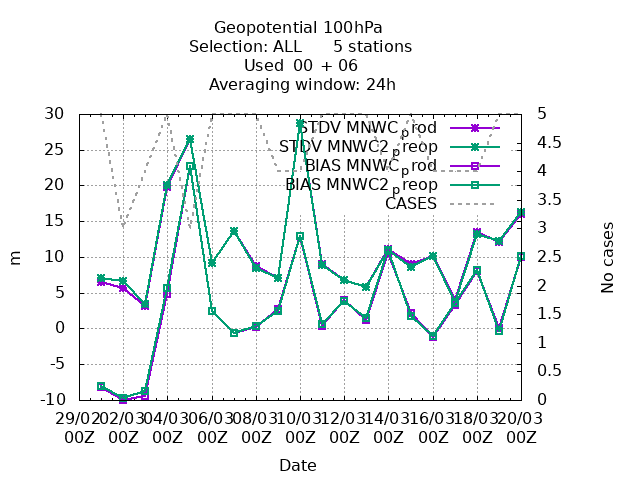 Geopotential 100hPa
Selection: ALL 5 stations
Used 00 + 06
Averaging window: 24h
30
25
20
15
10
5
0
-5
-10
m
5
4.5
4
3.5
3
2.5
2
1.5
1
0.5
0
No cases
STDV MNWC_prod
STDV MNWC2_preop
BIAS MNWC_prod
BIAS MNWC2_preop
CASES
29/02 02/03 04/03 06/03 08/03 10/03 12/03 14/03 16/03 18/03 20/03
00Z 00Z 00Z 00Z 00Z 00Z 00Z 00Z 00Z 00Z 00Z
Date